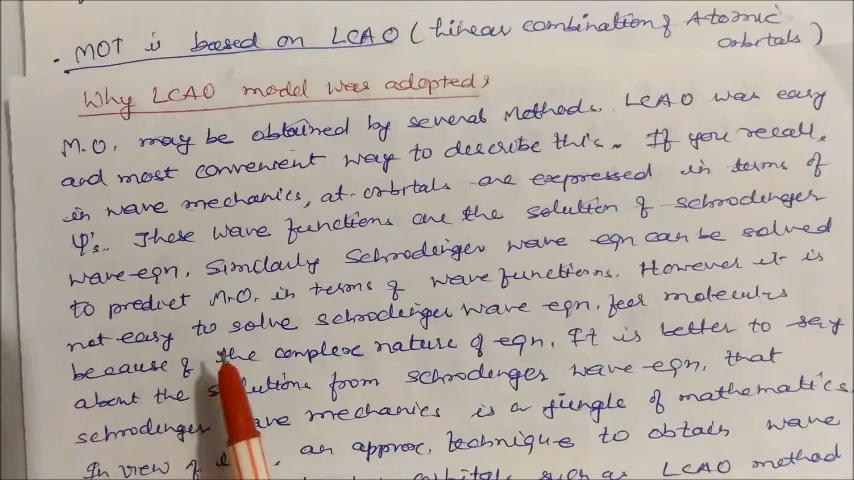 . MOT is based on LCAO (Linear combination of Atomic
orbitals)
Why LCAO model was adopted,
M.O. may be obtained by several Methods. LCAO was easy
and most convenient way to describe this. If you recall,
in wave mechanics, at. orbitals are expressed in terms of
Ψ's. These wave functions are the solution of schrodenger
wave-eqn. Similarly Schrodenger wave eqn can be solved
to predict M.O. in terms of wave functions. However it is
not easy to solve schrodenger wave eqn. for molecules
because of the complex nature of eqn. It is better to say
about the solutions from schrodenger wave-eqn. that
schrodenger wave mechanics is a jungle of mathematics.
In view of an approx. technique to obtain wave
orbitals such as LCAO method